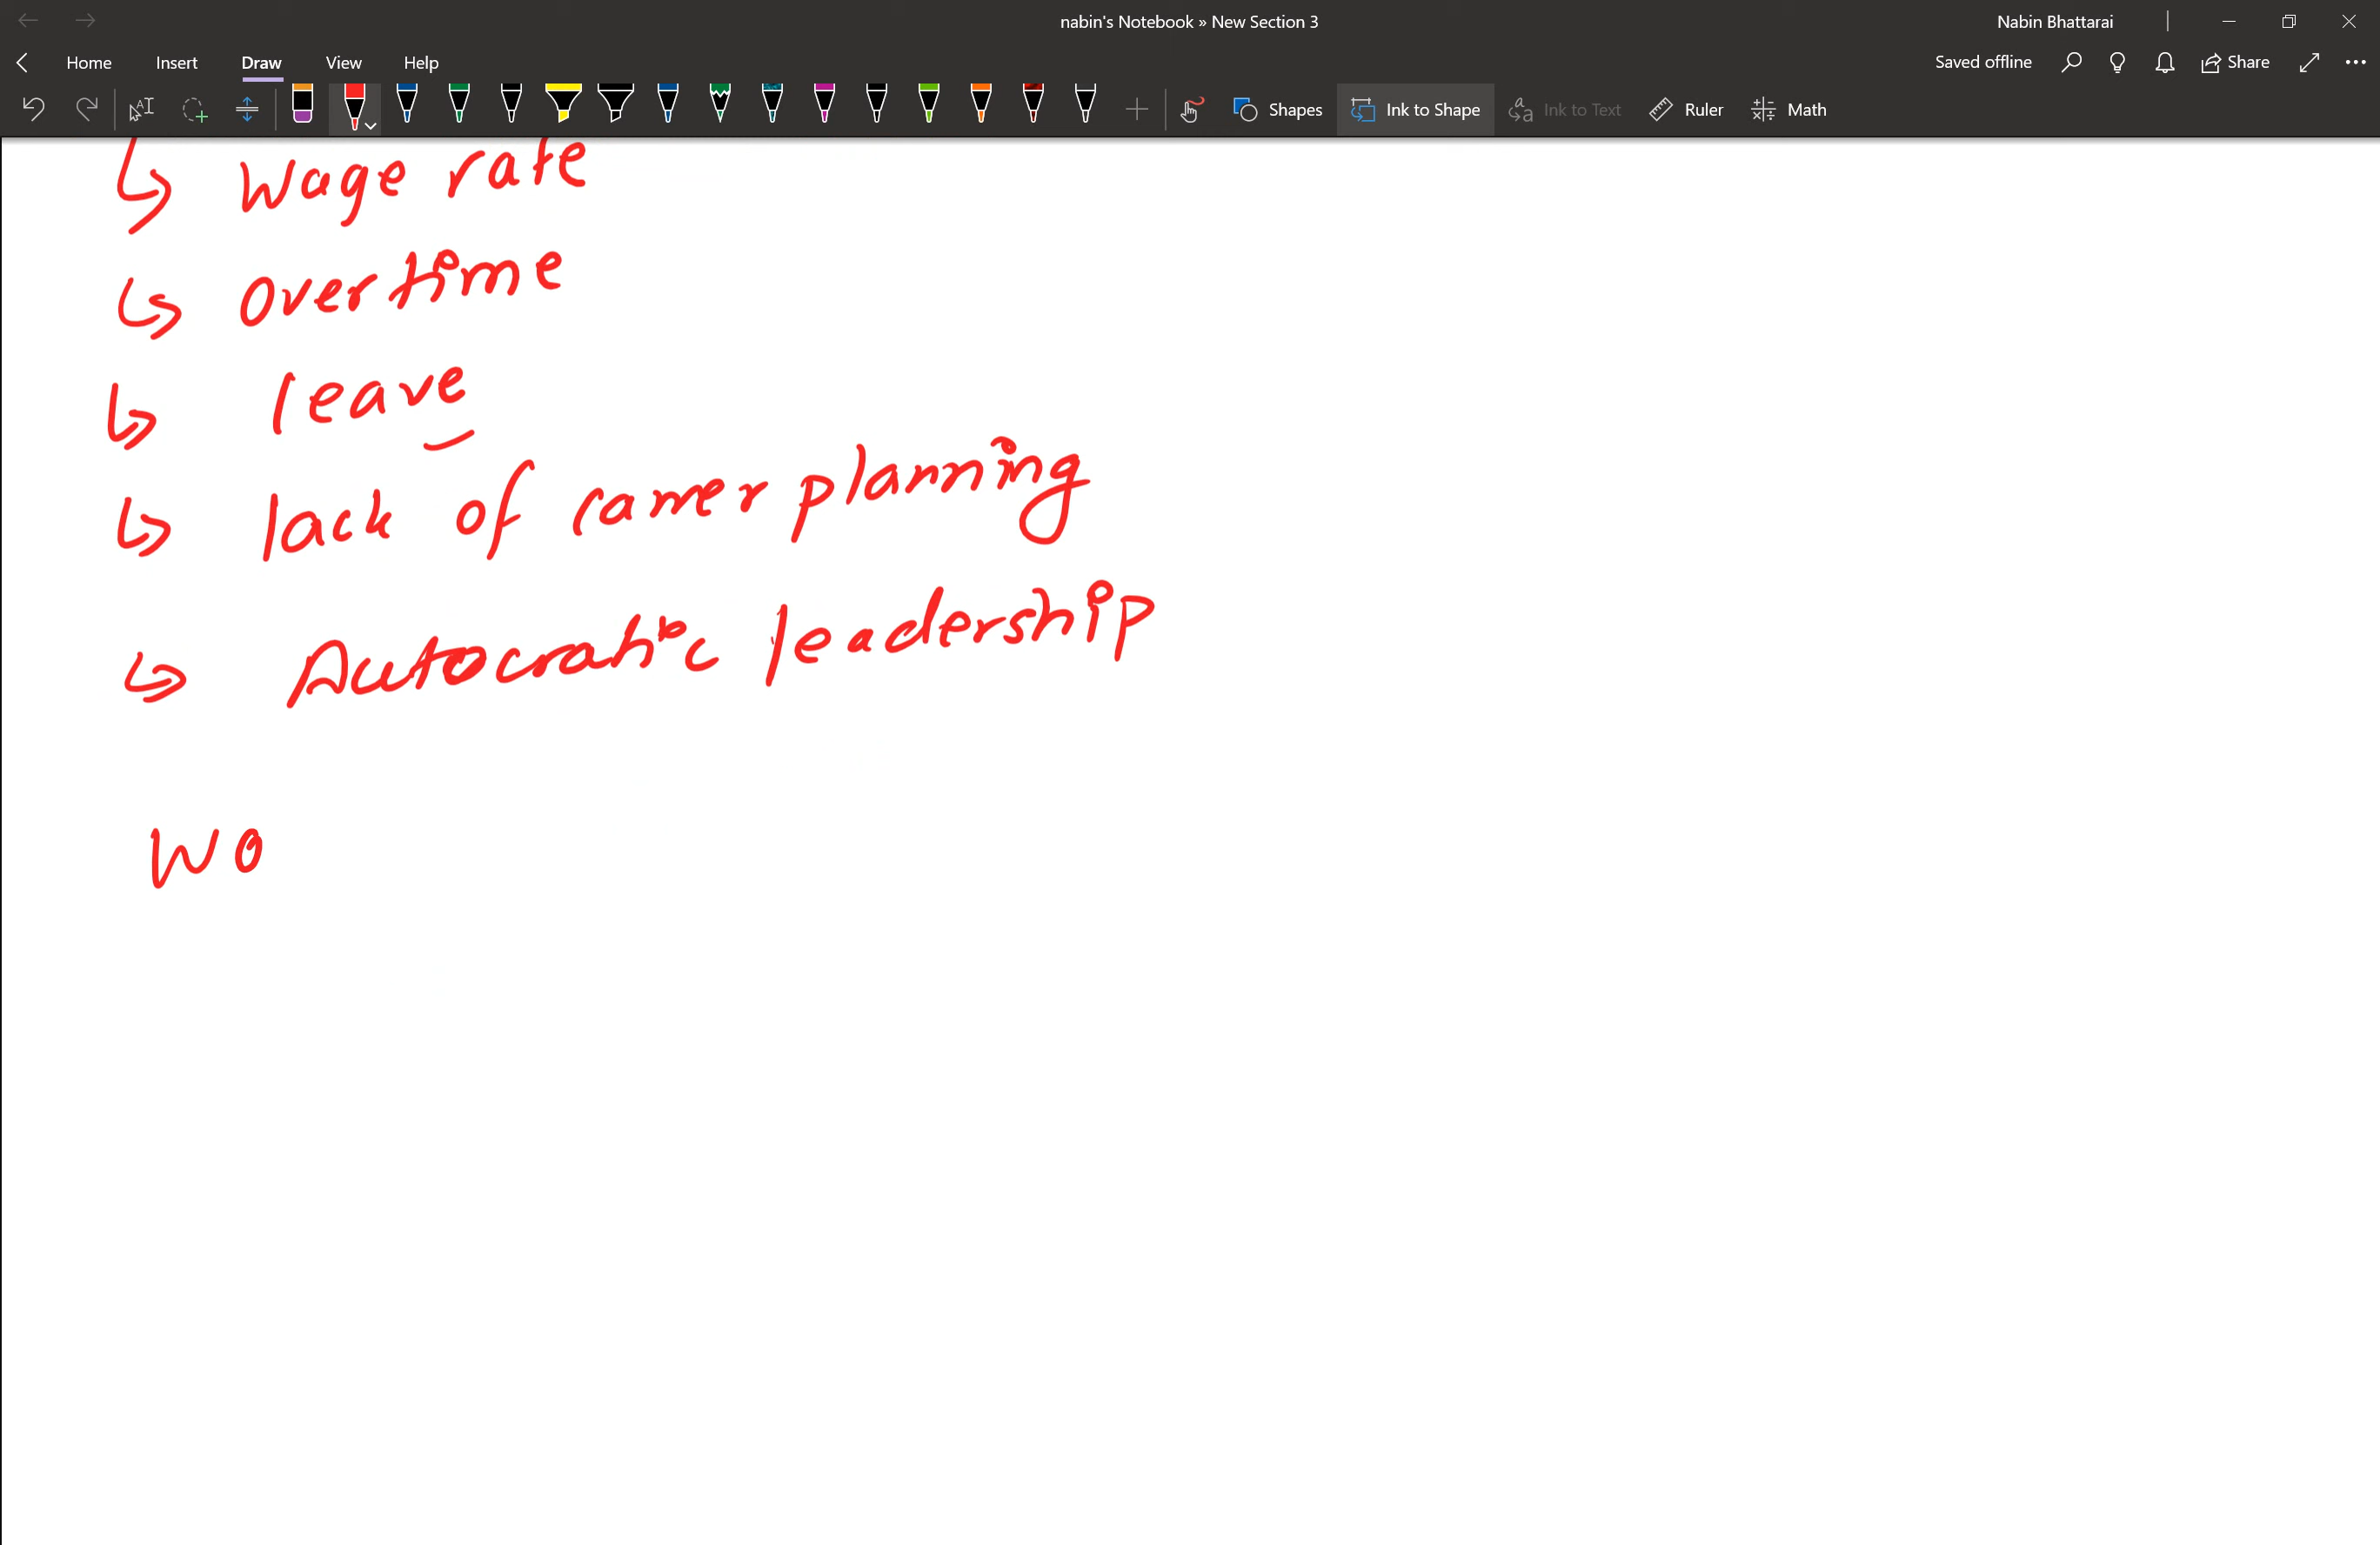 nabin's Notebook » New Section 3
Nabin Bhattarai
Home Insert Draw View Help
Saved offline Share
Shapes Ink to Shape Ink to Text Ruler Math
↳ wage rate
↳ overtime
↳ leave
↳ lack of career planning
↳ Autocratic leadership
Wo